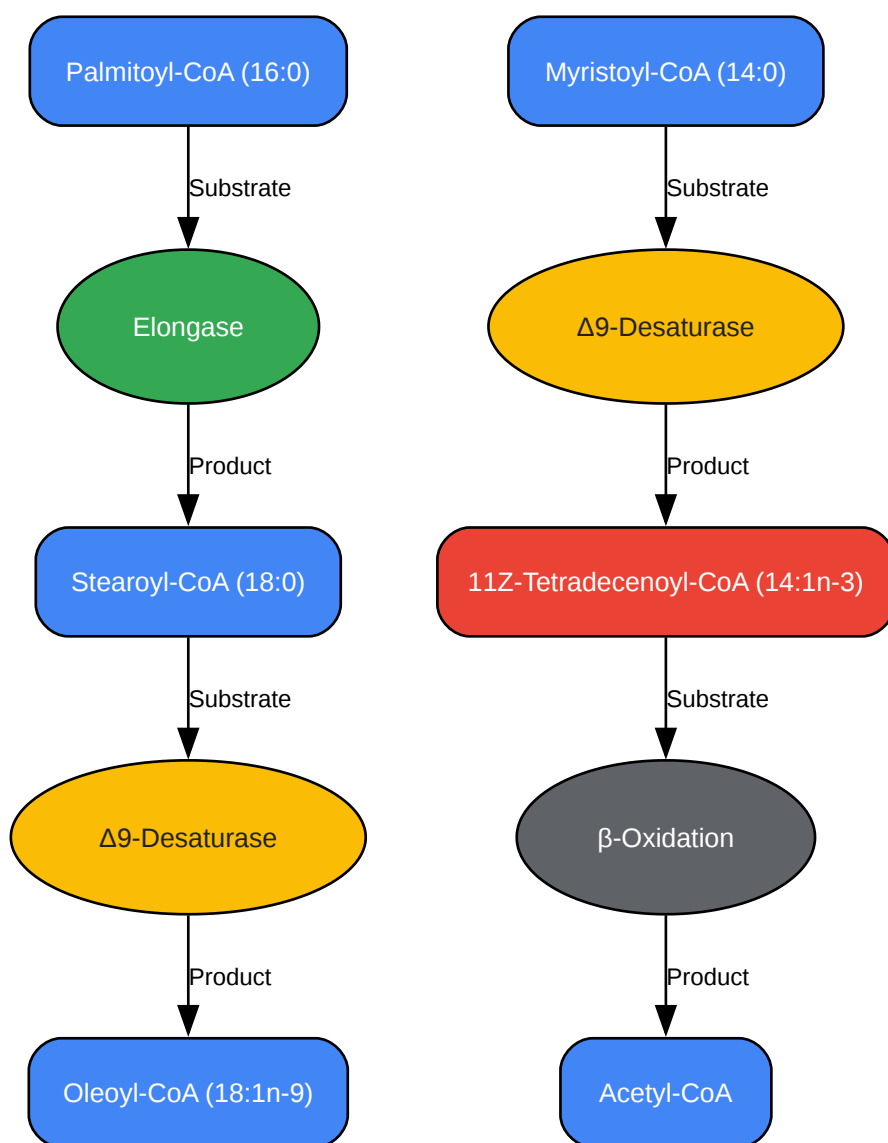 Palmitoyl-CoA (16:0)
Substrate
Elongase
Product
Stearoyl-CoA (18:0)
Substrate
Δ9-Desaturase
Product
Oleoyl-CoA (18:1n-9)
Myristoyl-CoA (14:0)
Substrate
Δ9-Desaturase
Product
11Z-Tetradecenoyl-CoA (14:1n-3)
Substrate
β-Oxidation
Product
Acetyl-CoA